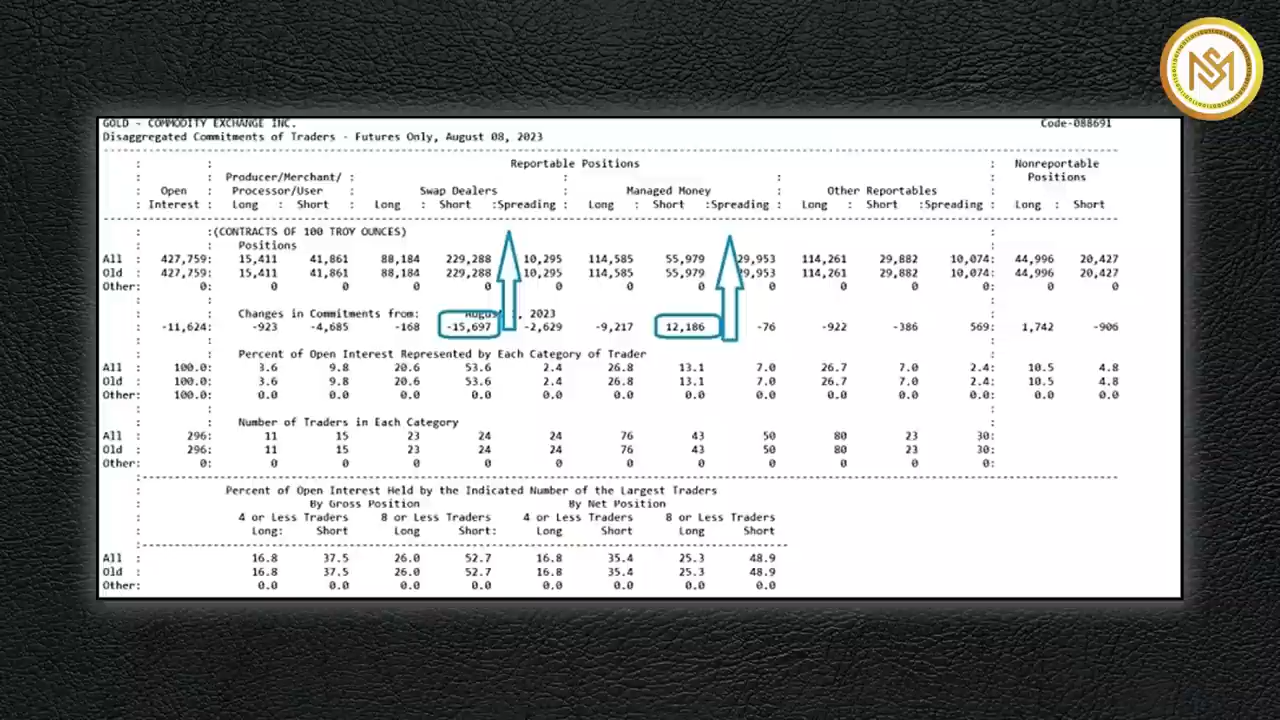 SM
GOLD - COMMODITY EXCHANGE INC. Code-088691
Disaggregated Commitments of Traders - Futures Only, August 08, 2023
: : Reportable Positions : Nonreportable
: : Producer/Merchant/ : : : Positions
: Open : Processor/User : Swap Dealers : Managed Money : Other Reportables :
: Interest : Long : Short : Long : Short :Spreading : Long : Short :Spreading : Long : Short :Spreading : Long : Short
: :(CONTRACTS OF 100 TROY OUNCES) :
: : Positions :
All : 427,759: 15,411 41,861 88,184 229,288 10,295 114,585 55,979 29,953 114,261 29,882 10,074: 44,996 20,427
Old : 427,759: 15,411 41,861 88,184 229,288 10,295 114,585 55,979 29,953 114,261 29,882 10,074: 44,996 20,427
Other: 0: 0 0 0 0 0 0 0 0 0 0 0: 0 0
: : Changes in Commitments from: August , 2023 :
: -11,624: -923 -4,685 -168 -15,697 -2,629 -9,217 12,186 -76 -922 -386 569: 1,742 -906
: : Percent of Open Interest Represented by Each Category of Trader :
All : 100.0: 3.6 9.8 20.6 53.6 2.4 26.8 13.1 7.0 26.7 7.0 2.4: 10.5 4.8
Old : 100.0: 3.6 9.8 20.6 53.6 2.4 26.8 13.1 7.0 26.7 7.0 2.4: 10.5 4.8
Other: 100.0: 0.0 0.0 0.0 0.0 0.0 0.0 0.0 0.0 0.0 0.0 0.0: 0.0 0.0
: : Number of Traders in Each Category :
All : 296: 11 15 23 24 24 76 43 50 80 23 30:
Old : 296: 11 15 23 24 24 76 43 50 80 23 30:
Other: 0: 0 0 0 0 0 0 0 0 0 0 0:
: Percent of Open Interest Held by the Indicated Number of the Largest Traders
: By Gross Position By Net Position
: 4 or Less Traders 8 or Less Traders 4 or Less Traders 8 or Less Traders
: Long: Short Long Short: Long Short Long Short
All : 16.8 37.5 26.0 52.7 16.8 35.4 25.3 48.9
Old : 16.8 37.5 26.0 52.7 16.8 35.4 25.3 48.9
Other: 0.0 0.0 0.0 0.0 0.0 0.0 0.0 0.0